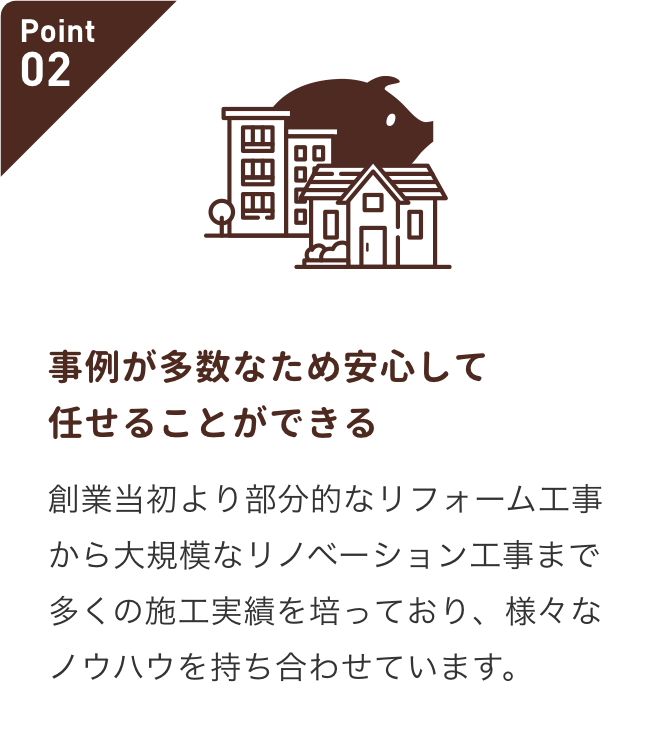 Point
02
事例が多数なため安心して
任せることができる
創業当初より部分的なリフォーム工事
から大規模なリノベーション工事まで
多くの施工実績を培っており、様々な
ノウハウを持ち合わせています。